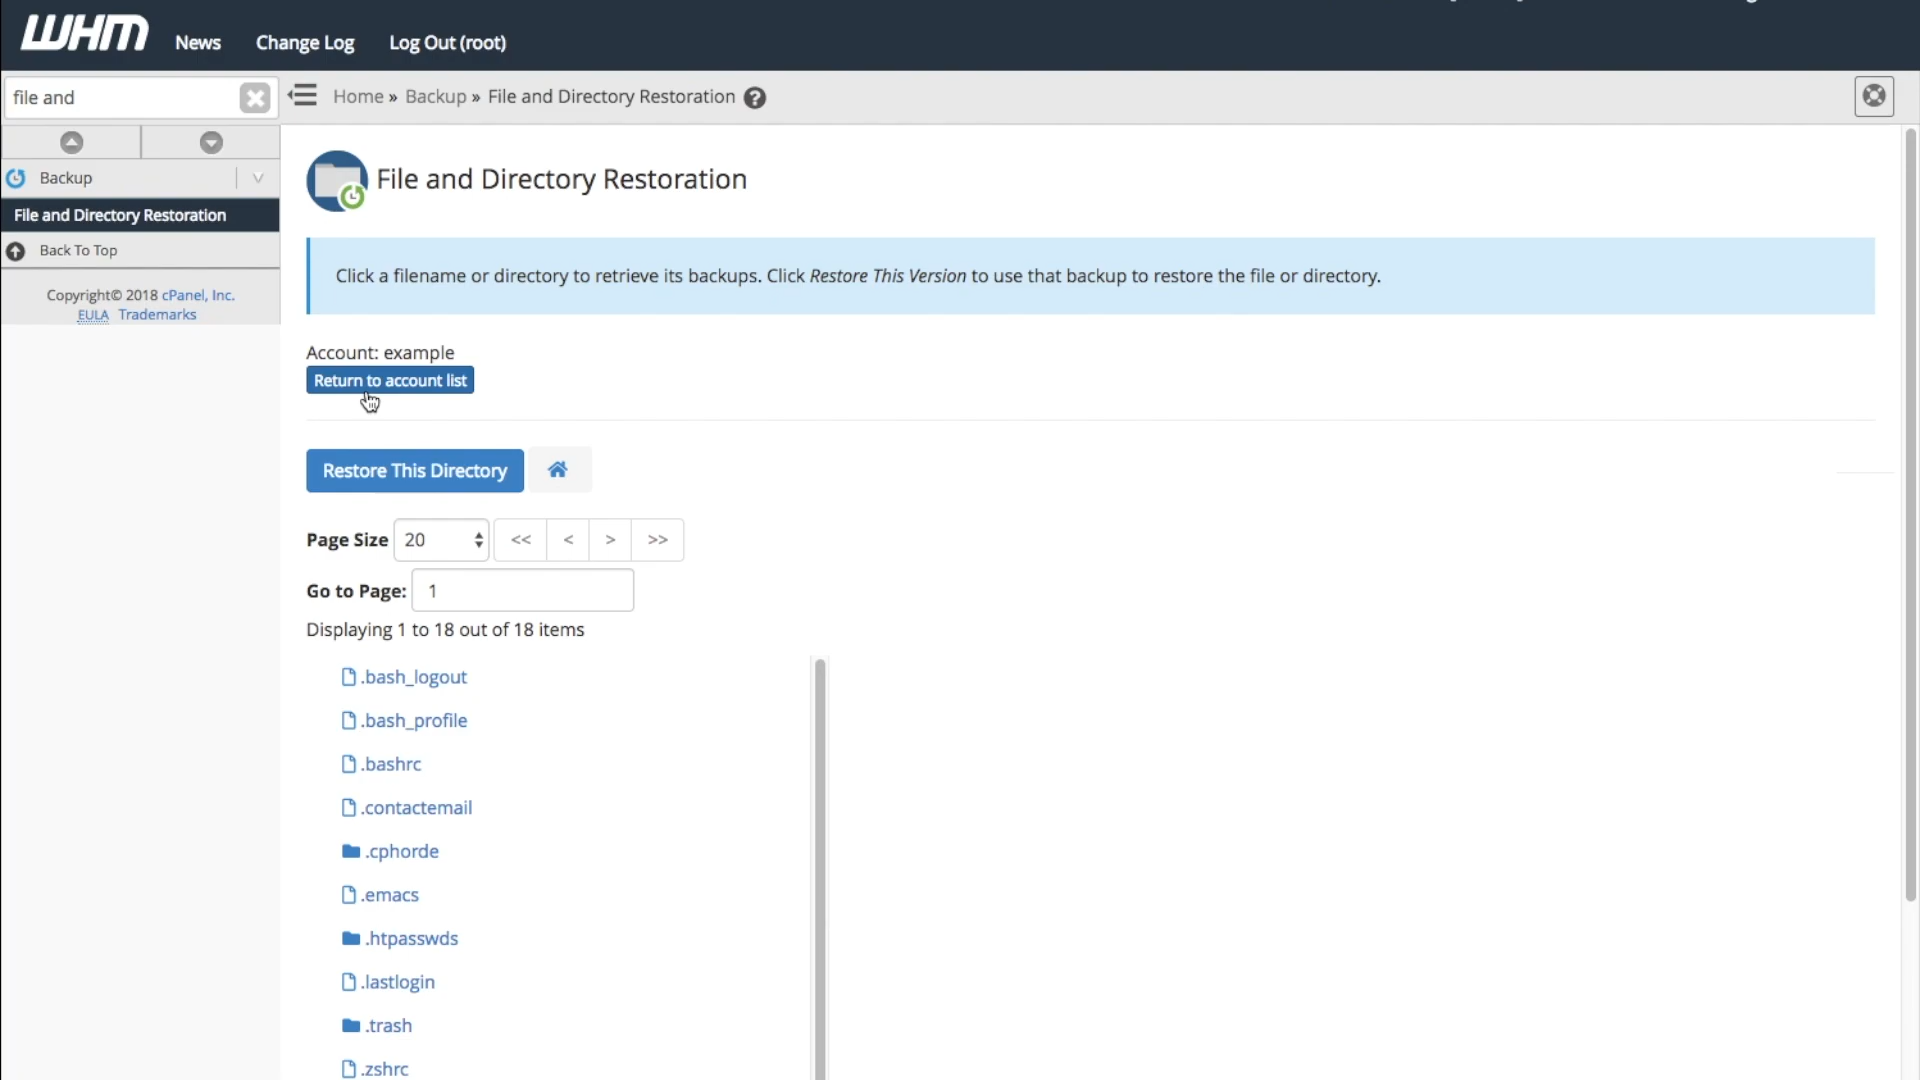 WHM News Change Log Log Out (root)
file and
Home » Backup » File and Directory Restoration
Backup
File and Directory Restoration
Back To Top
Copyright© 2018 cPanel, Inc.
EULA Trademarks
File and Directory Restoration
Click a filename or directory to retrieve its backups. Click Restore This Version to use that backup to restore the file or directory.
Account: example
Return to account list
Restore This Directory
Page Size 20 << < > >>
Go to Page: 1
Displaying 1 to 18 out of 18 items
.bash_logout
.bash_profile
.bashrc
.contactemail
.cphorde
.emacs
.htpasswds
.lastlogin
.trash
.zshrc